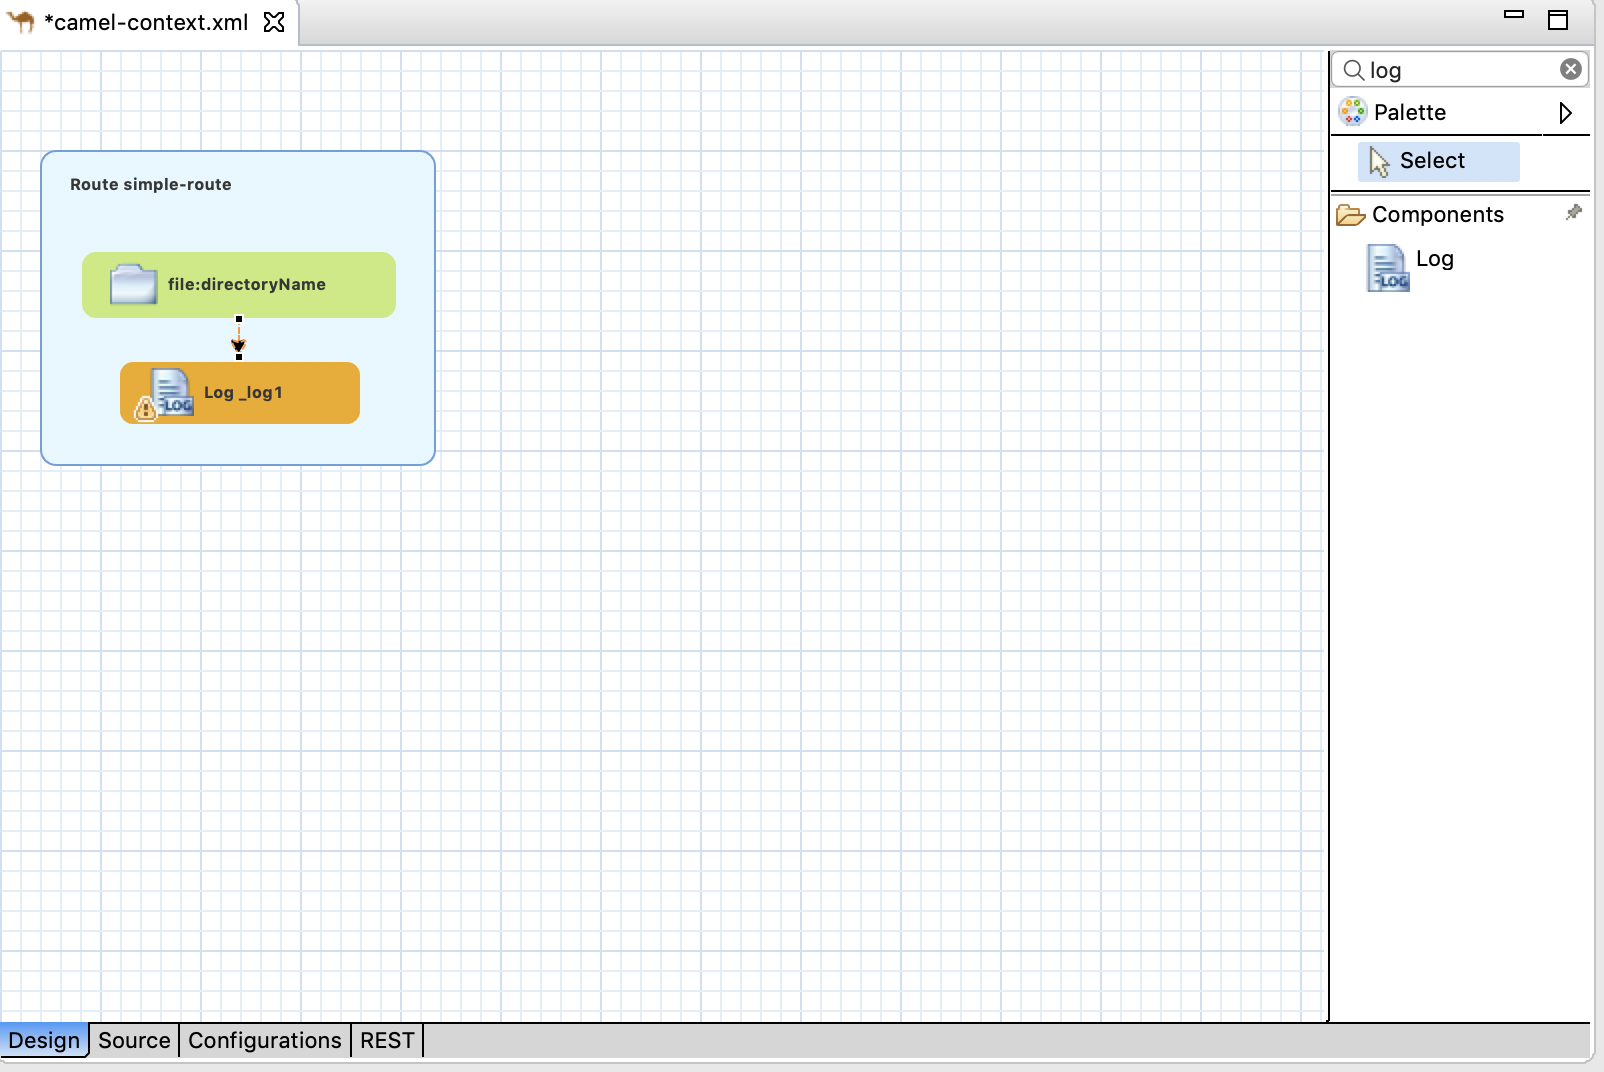 *camel-context.xml
log
Palette
Select
Components
Log
Route simple-route
file:directoryName
LOG
Log _log1
LOG
Design
Source
Configurations
REST